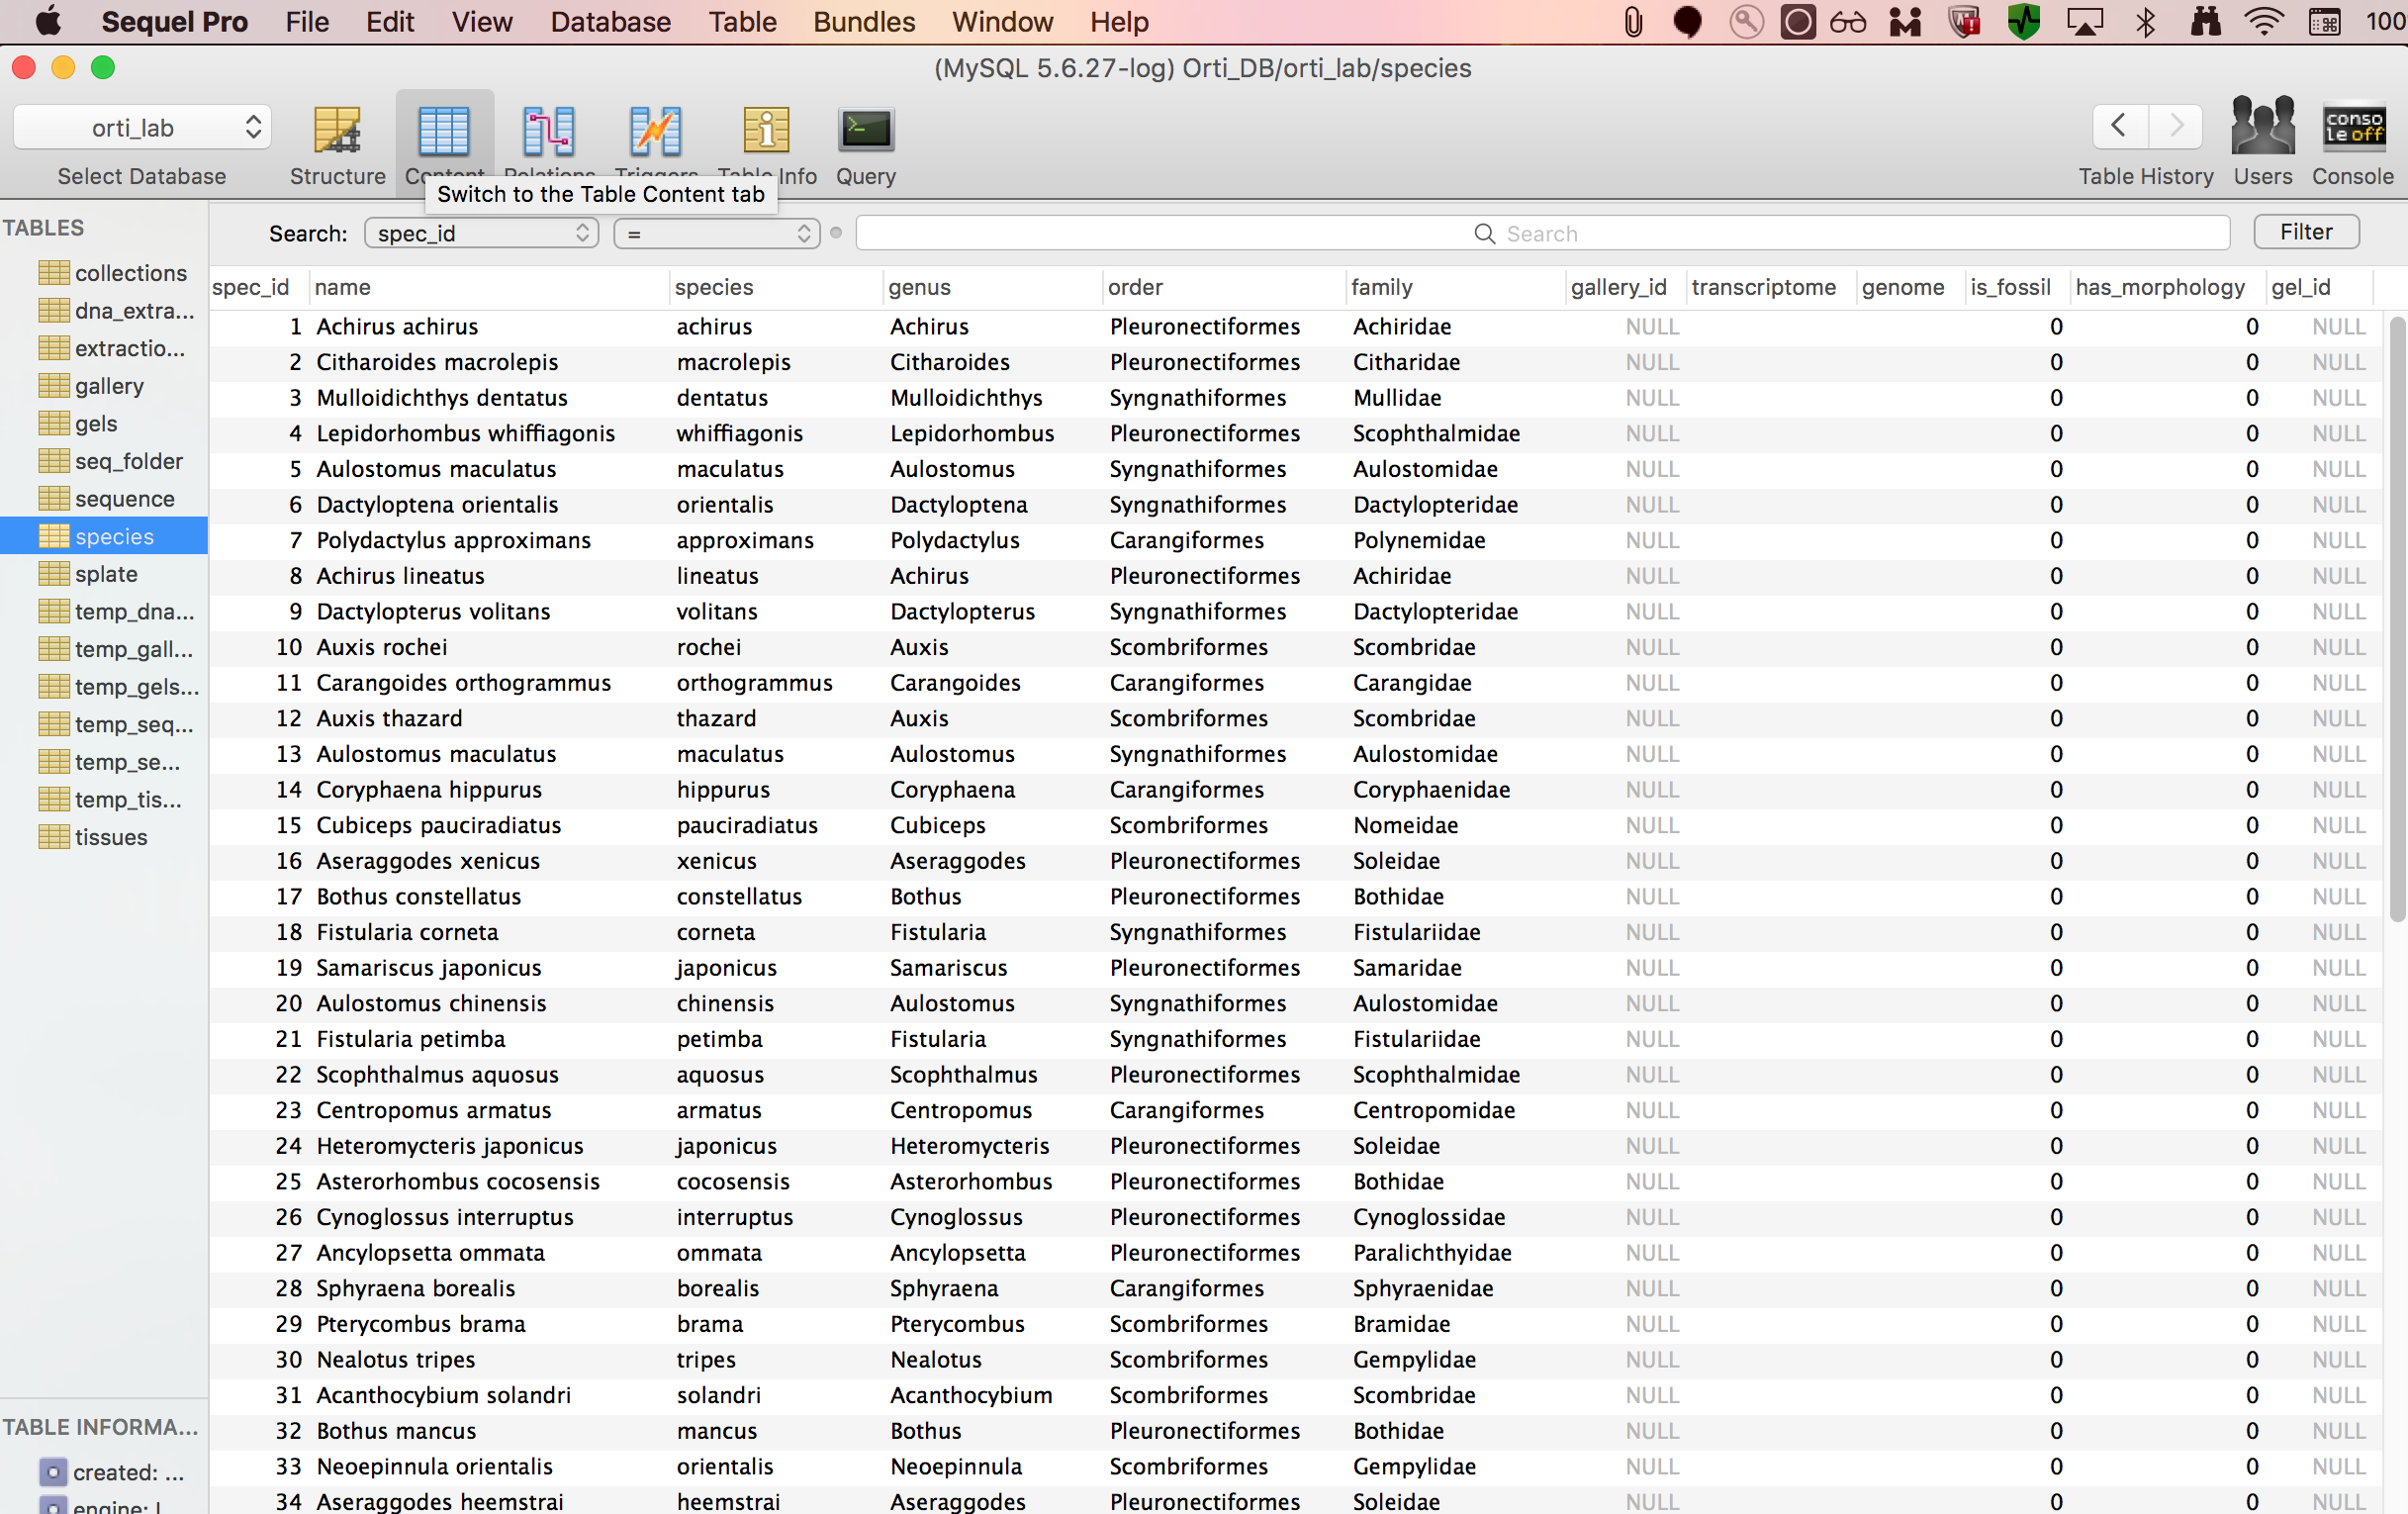 Sequel Pro File Edit View Database Table Bundles Window Help 100
(MySQL 5.6.27-log) Orti_DB/orti_lab/species
orti_lab
conso
le off
Select Database Structure Content Relations Triggers Table Info Query Table History Users Console
Switch to the Table Content tab
TABLES
Search: spec_id = Search Filter
collections
dna_extra...
extractio...
gallery
gels
seq_folder
sequence
species
splate
temp_dna...
temp_gall...
temp_gels...
temp_seq...
temp_se...
temp_tis...
tissues
TABLE INFORMA...
created: ...
spec_id name species genus order family gallery_id transcriptome genome is_fossil has_morphology gel_id
1 Achirus achirus achirus Achirus Pleuronectiformes Achiridae NULL 0 0 NULL
2 Citharoides macrolepis macrolepis Citharoides Pleuronectiformes Citharidae NULL 0 0 NULL
3 Mulloidichthys dentatus dentatus Mulloidichthys Syngnathiformes Mullidae NULL 0 0 NULL
4 Lepidorhombus whiffiagonis whiffiagonis Lepidorhombus Pleuronectiformes Scophthalmidae NULL 0 0 NULL
5 Aulostomus maculatus maculatus Aulostomus Syngnathiformes Aulostomidae NULL 0 0 NULL
6 Dactyloptena orientalis orientalis Dactyloptena Syngnathiformes Dactylopteridae NULL 0 0 NULL
7 Polydactylus approximans approximans Polydactylus Carangiformes Polynemidae NULL 0 0 NULL
8 Achirus lineatus lineatus Achirus Pleuronectiformes Achiridae NULL 0 0 NULL
9 Dactylopterus volitans volitans Dactylopterus Syngnathiformes Dactylopteridae NULL 0 0 NULL
10 Auxis rochei rochei Auxis Scombriformes Scombridae NULL 0 0 NULL
11 Carangoides orthogrammus orthogrammus Carangoides Carangiformes Carangidae NULL 0 0 NULL
12 Auxis thazard thazard Auxis Scombriformes Scombridae NULL 0 0 NULL
13 Aulostomus maculatus maculatus Aulostomus Syngnathiformes Aulostomidae NULL 0 0 NULL
14 Coryphaena hippurus hippurus Coryphaena Carangiformes Coryphaenidae NULL 0 0 NULL
15 Cubiceps pauciradiatus pauciradiatus Cubiceps Scombriformes Nomeidae NULL 0 0 NULL
16 Aseraggodes xenicus xenicus Aseraggodes Pleuronectiformes Soleidae NULL 0 0 NULL
17 Bothus constellatus constellatus Bothus Pleuronectiformes Bothidae NULL 0 0 NULL
18 Fistularia corneta corneta Fistularia Syngnathiformes Fistulariidae NULL 0 0 NULL
19 Samariscus japonicus japonicus Samariscus Pleuronectiformes Samaridae NULL 0 0 NULL
20 Aulostomus chinensis chinensis Aulostomus Syngnathiformes Aulostomidae NULL 0 0 NULL
21 Fistularia petimba petimba Fistularia Syngnathiformes Fistulariidae NULL 0 0 NULL
22 Scophthalmus aquosus aquosus Scophthalmus Pleuronectiformes Scophthalmidae NULL 0 0 NULL
23 Centropomus armatus armatus Centropomus Carangiformes Centropomidae NULL 0 0 NULL
24 Heteromycteris japonicus japonicus Heteromycteris Pleuronectiformes Soleidae NULL 0 0 NULL
25 Asterorhombus cocosensis cocosensis Asterorhombus Pleuronectiformes Bothidae NULL 0 0 NULL
26 Cynoglossus interruptus interruptus Cynoglossus Pleuronectiformes Cynoglossidae NULL 0 0 NULL
27 Ancylopsetta ommata ommata Ancylopsetta Pleuronectiformes Paralichthyidae NULL 0 0 NULL
28 Sphyraena borealis borealis Sphyraena Carangiformes Sphyraenidae NULL 0 0 NULL
29 Pterycombus brama brama Pterycombus Scombriformes Bramidae NULL 0 0 NULL
30 Nealotus tripes tripes Nealotus Scombriformes Gempylidae NULL 0 0 NULL
31 Acanthocybium solandri solandri Acanthocybium Scombriformes Scombridae NULL 0 0 NULL
32 Bothus mancus mancus Bothus Pleuronectiformes Bothidae NULL 0 0 NULL
33 Neoepinnula orientalis orientalis Neoepinnula Scombriformes Gempylidae NULL 0 0 NULL
34 Aseraggodes heemstrai heemstrai Aseraggodes Pleuronectiformes Soleidae NULL 0 0 NULL